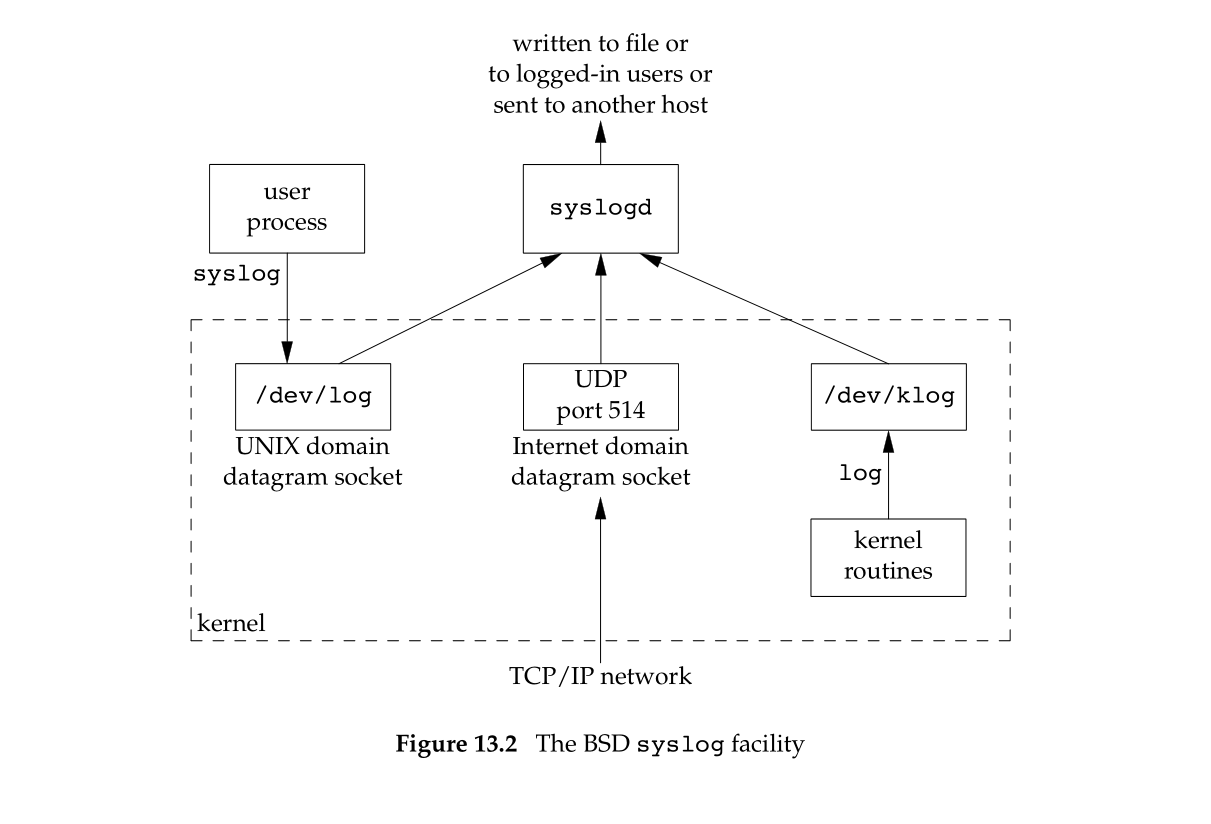 written to file or
to logged-in users or
sent to another host
user
process
syslogd
syslog
/dev/log
UDP
port 514
/dev/klog
UNIX domain
datagram socket
Internet domain
datagram socket
log
kernel
routines
kernel
TCP/IP network
Figure 13.2 The BSD syslog facility